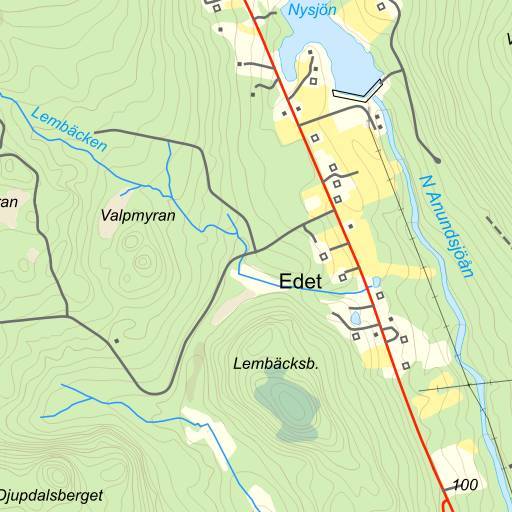 Nysjön
Lembäcken
Valpmyran
N Anundsjöån
Edet
Lembäcksb.
100
Djupdalsberget